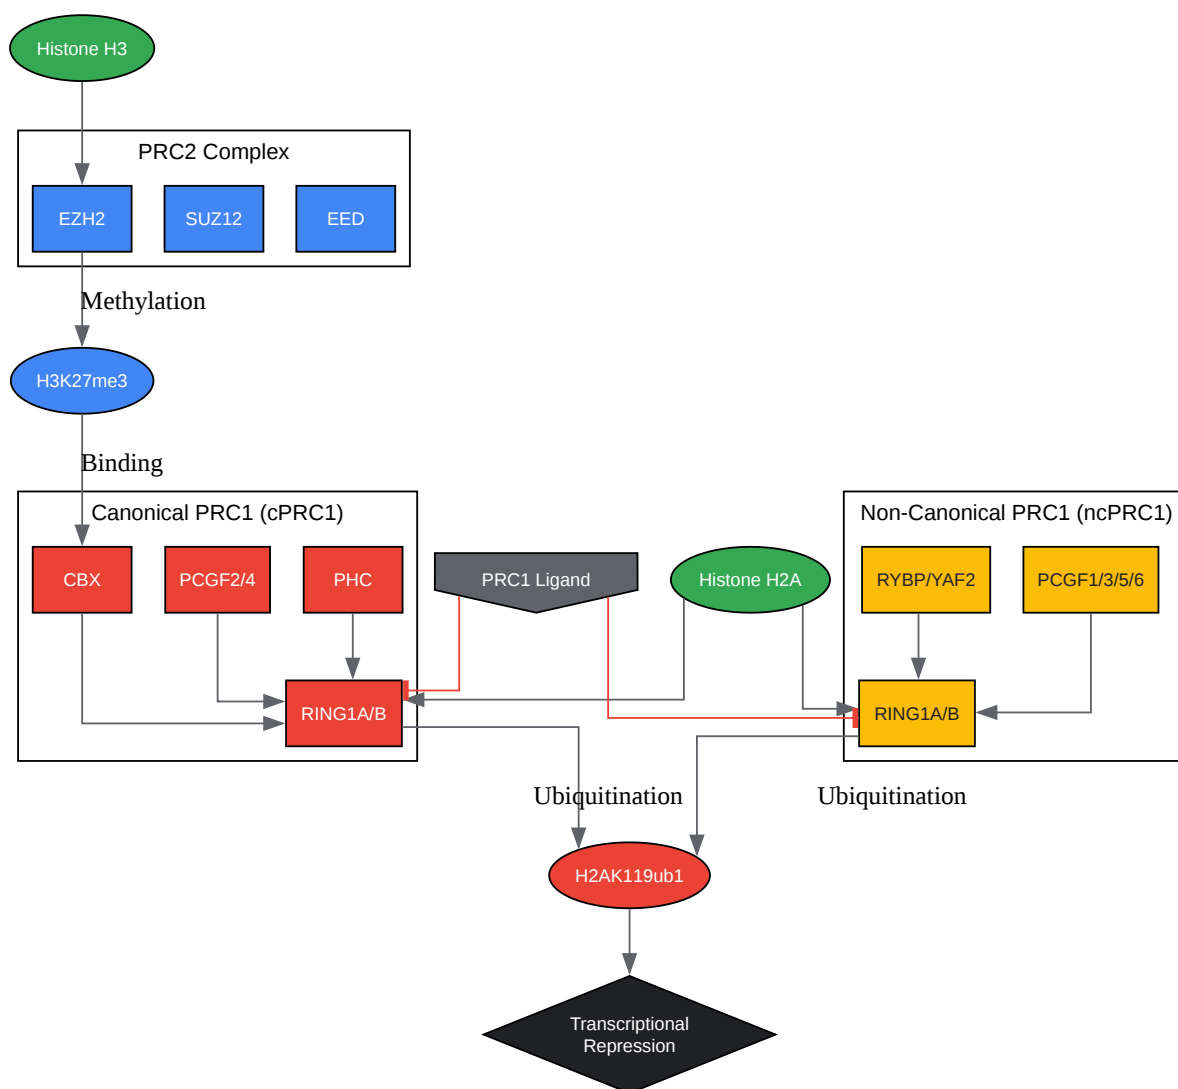 Histone H3
PRC2 Complex
EZH2
SUZ12
EED
Methylation
H3K27me3
Binding
Canonical PRC1 (cPRC1)
CBX
PCGF2/4
PHC
RING1A/B
PRC1 Ligand
Histone H2A
Non-Canonical PRC1 (ncPRC1)
RYBP/YAF2
PCGF1/3/5/6
RING1A/B
Ubiquitination
Ubiquitination
H2AK119ub1
Transcriptional
Repression